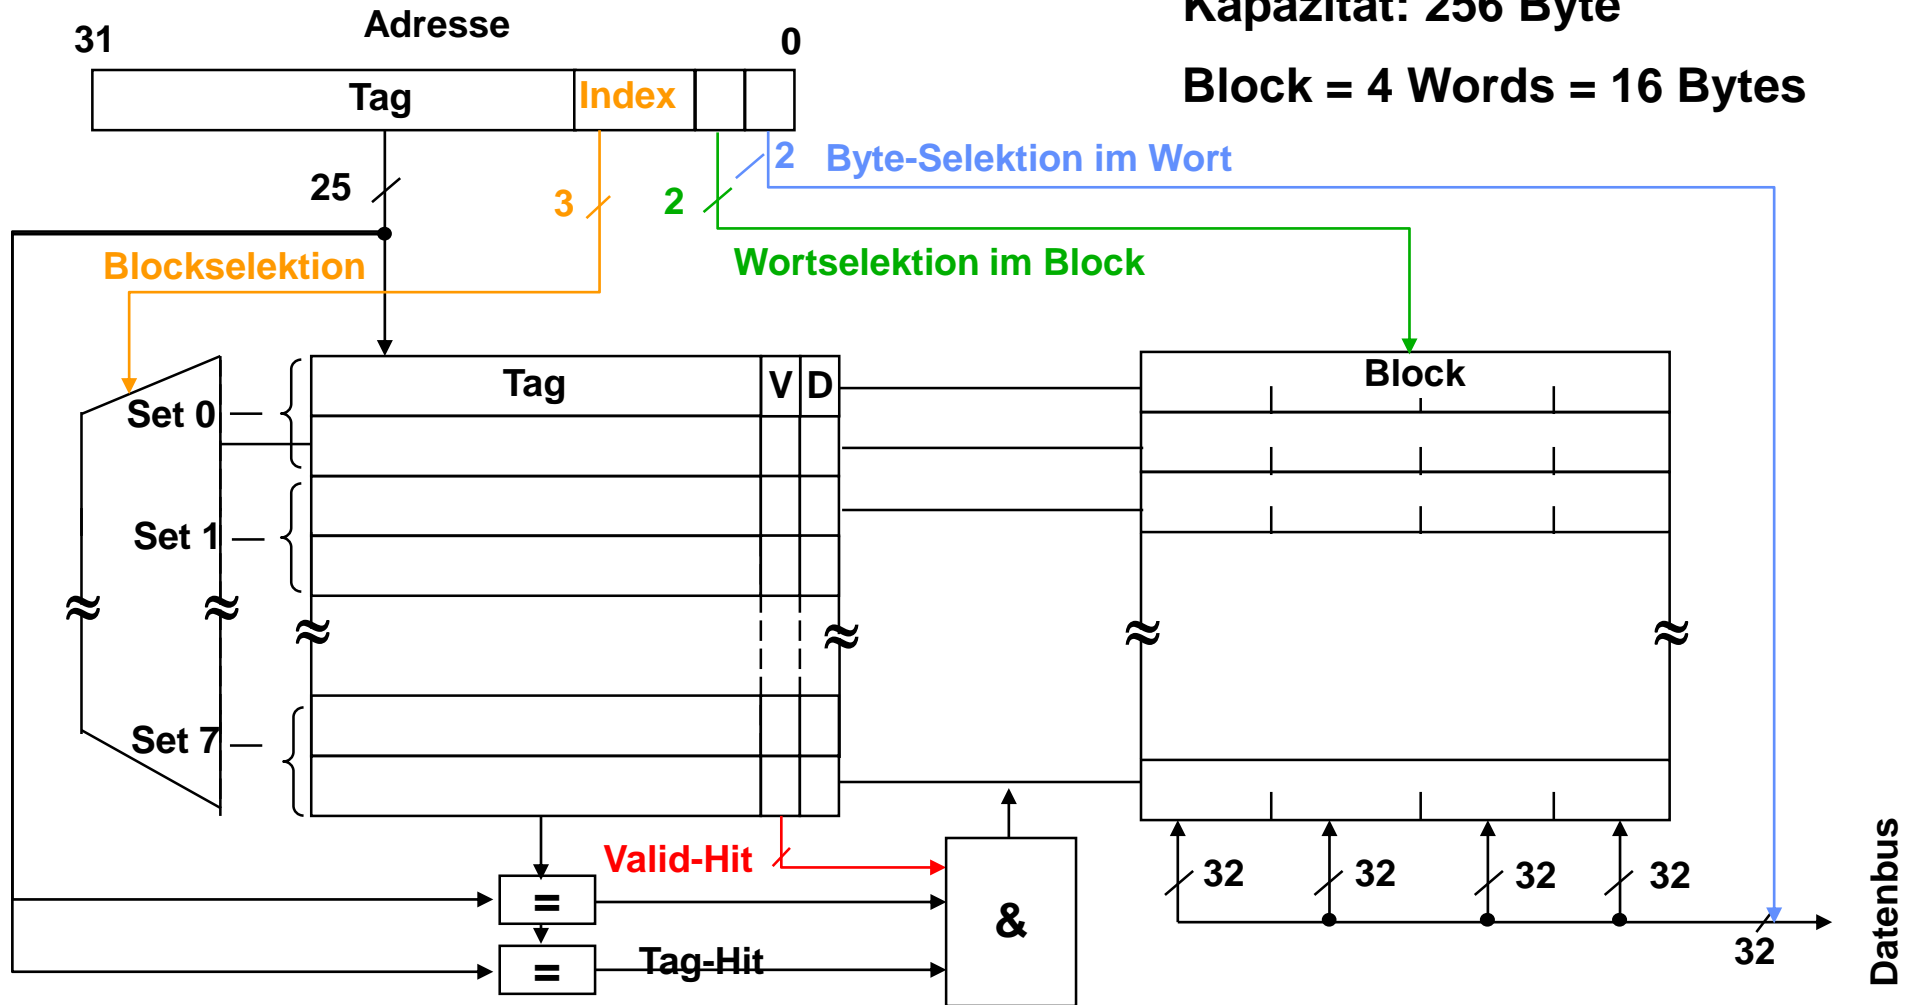 Kapazität: 256 Byte
Adresse
31
0
Tag
Index
Block = 4 Words = 16 Bytes
2
Byte-Selektion im Wort
25
3
2
Blockselektion
Wortselektion im Block
Tag
V
D
Block
Set 0
Set 1
Set 7
Valid-Hit
32
32
32
32
=
&
=
Tag-Hit
32
Datenbus